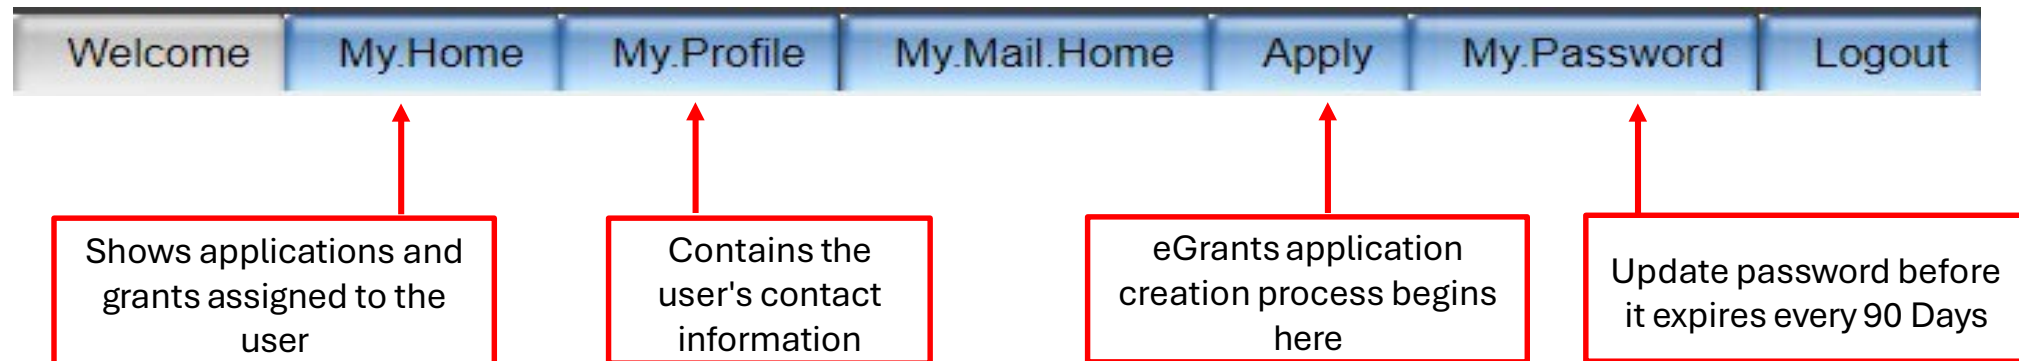 Welcome My.Home My.Profile My.Mail.Home Apply My.Password Logout
Shows applications and
grants assigned to the
user
Contains the
user's contact
information
eGrants application
creation process begins
here
Update password before
it expires every 90 Days